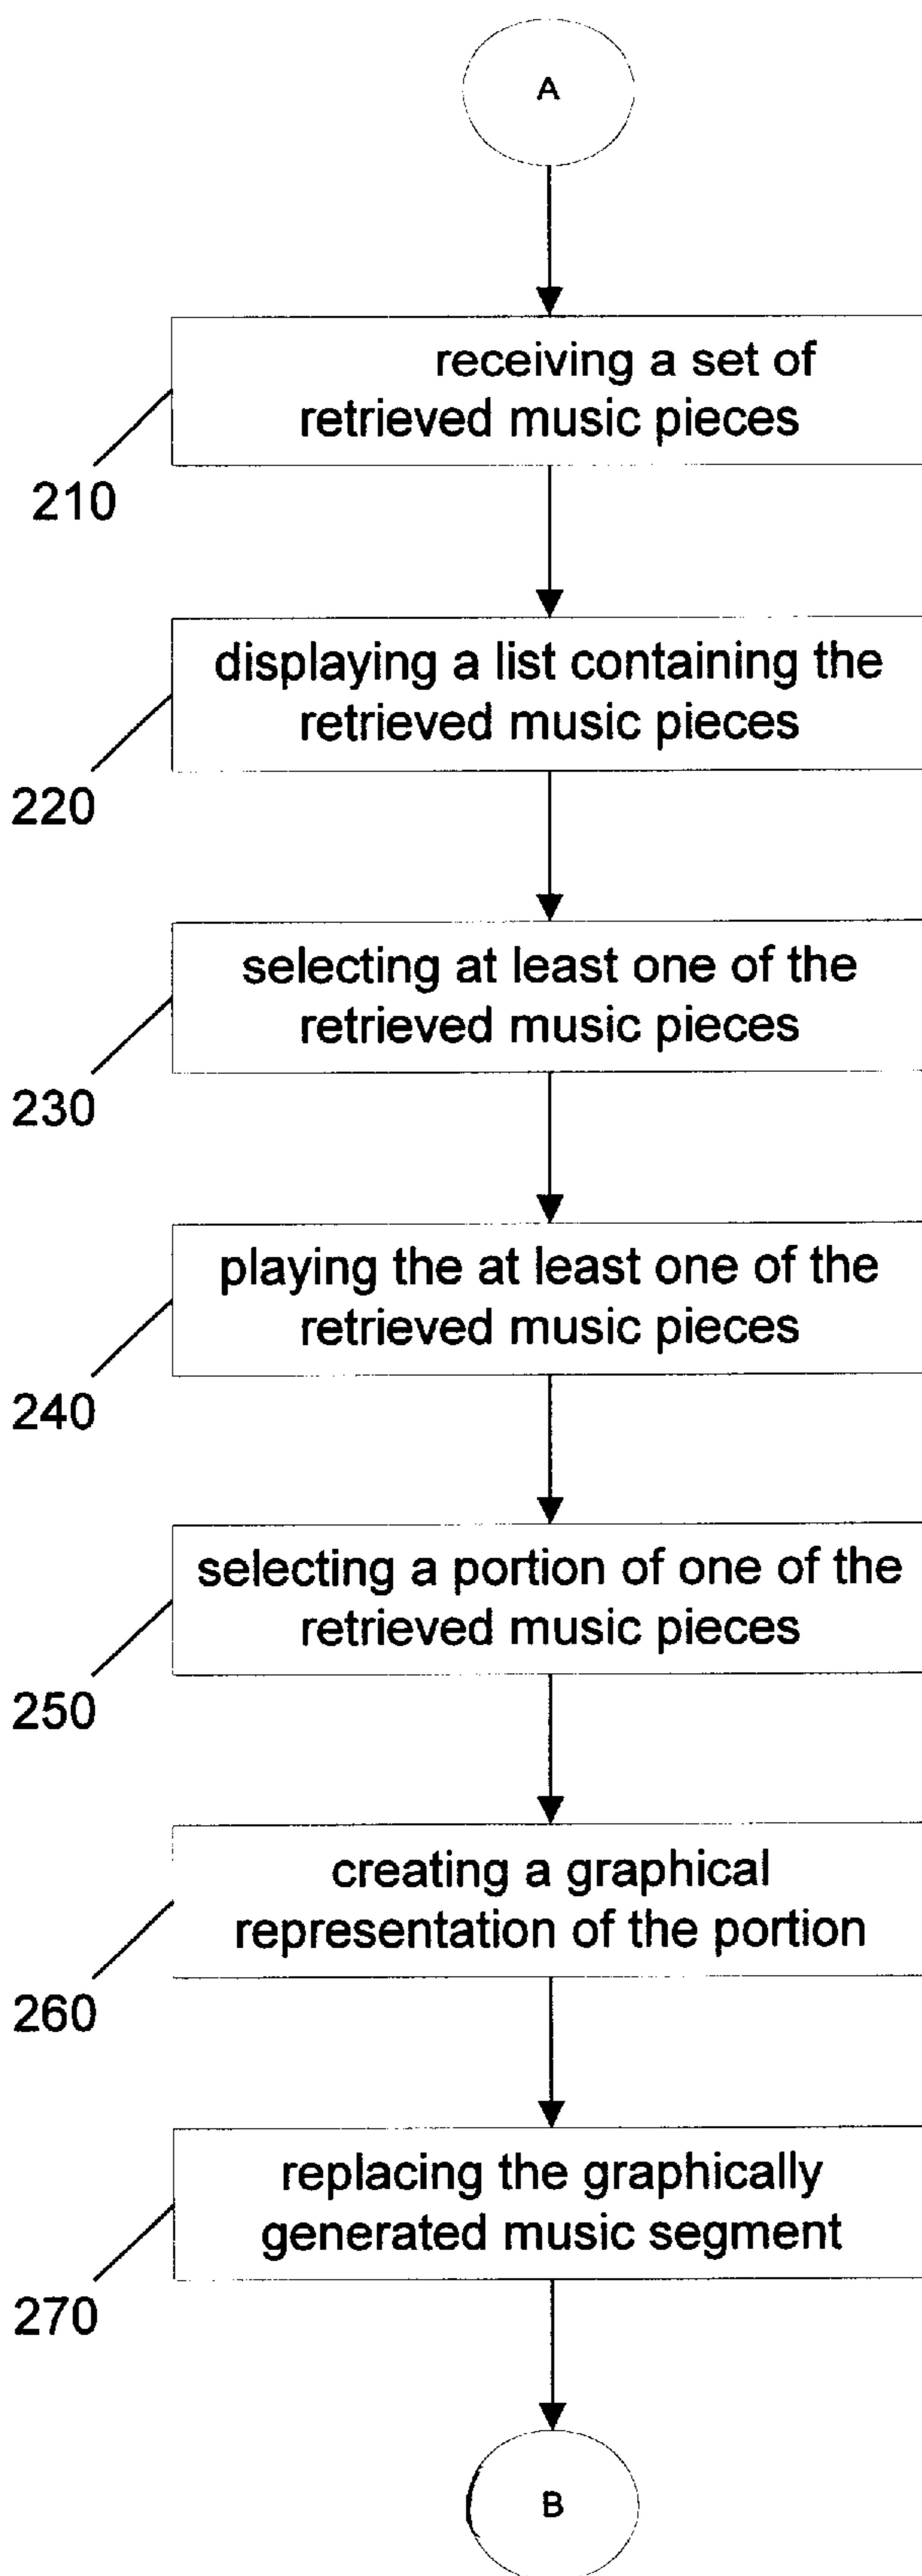 A
receiving a set of
retrieved music pieces
210
displaying a list containing the
retrieved music pieces
220
selecting at least one of the
retrieved music pieces
230
playing the at least one of the
retrieved music pieces
240
selecting a portion of one of the
retrieved music pieces
250
creating a graphical
representation of the portion
260
replacing the graphically
generated music segment
270
B